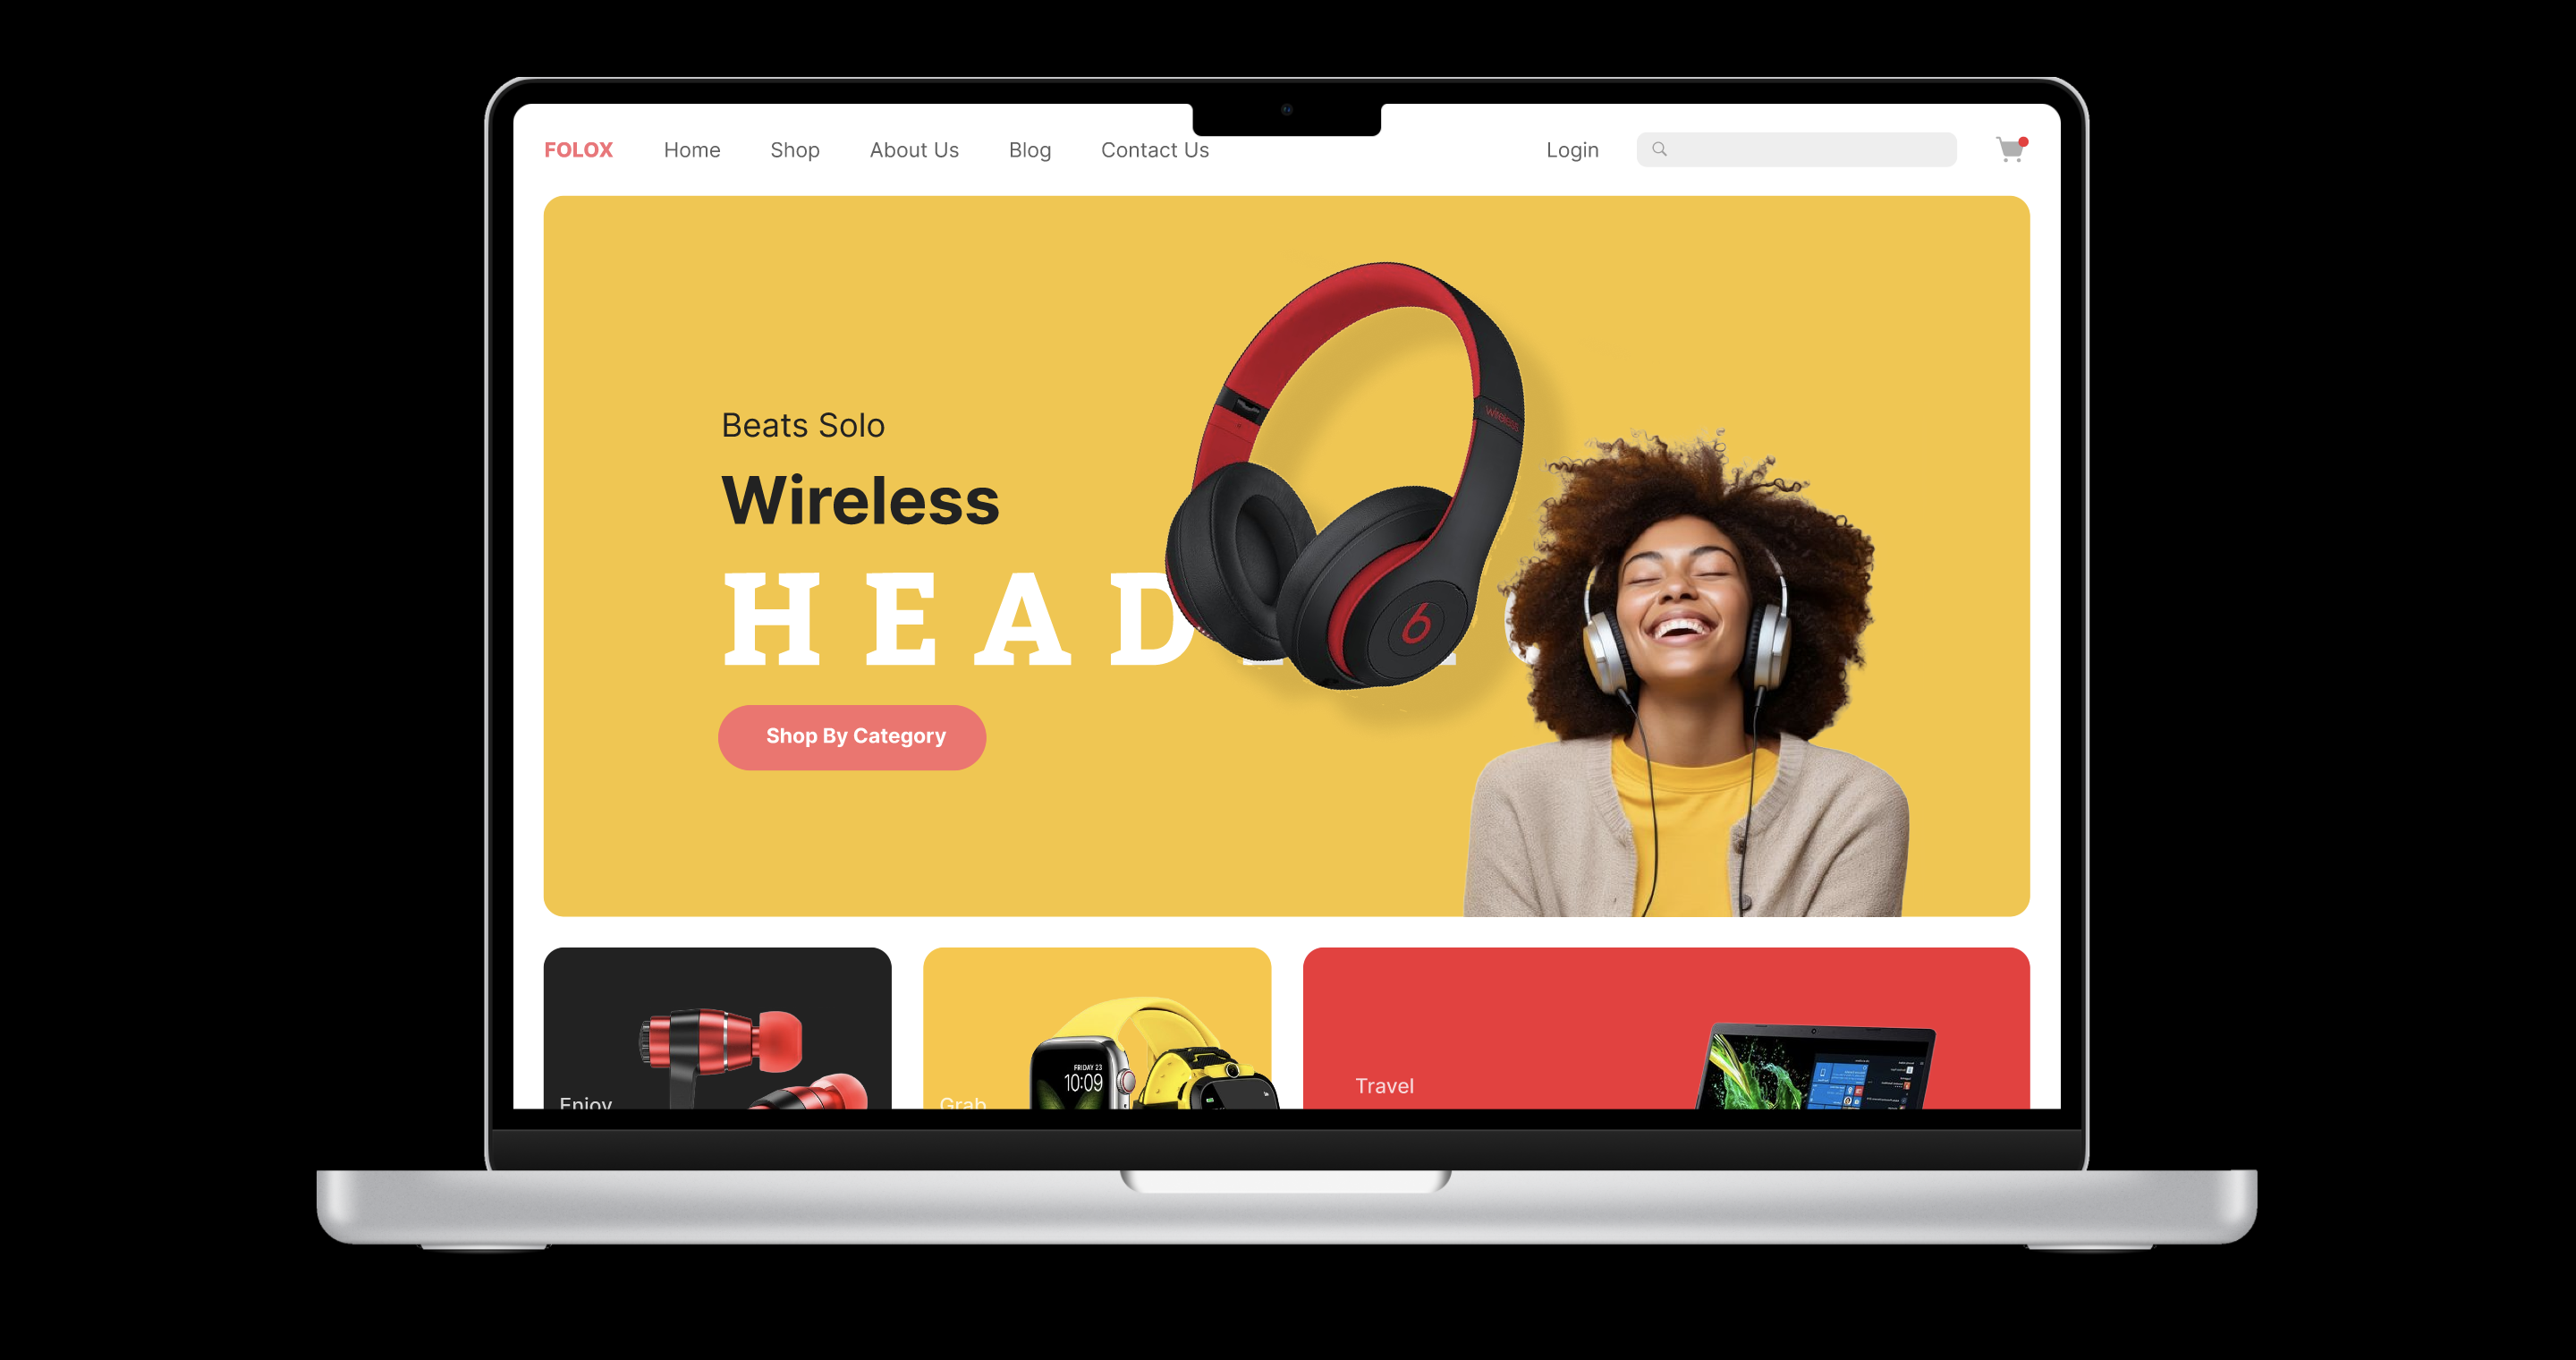 FOLOX Home Shop About Us Blog Contact Us Login
Beats Solo
Wireless
HEAD
wireless
Shop By Category
Enjoy
Grab
Travel
FRIDAY 23
10:09